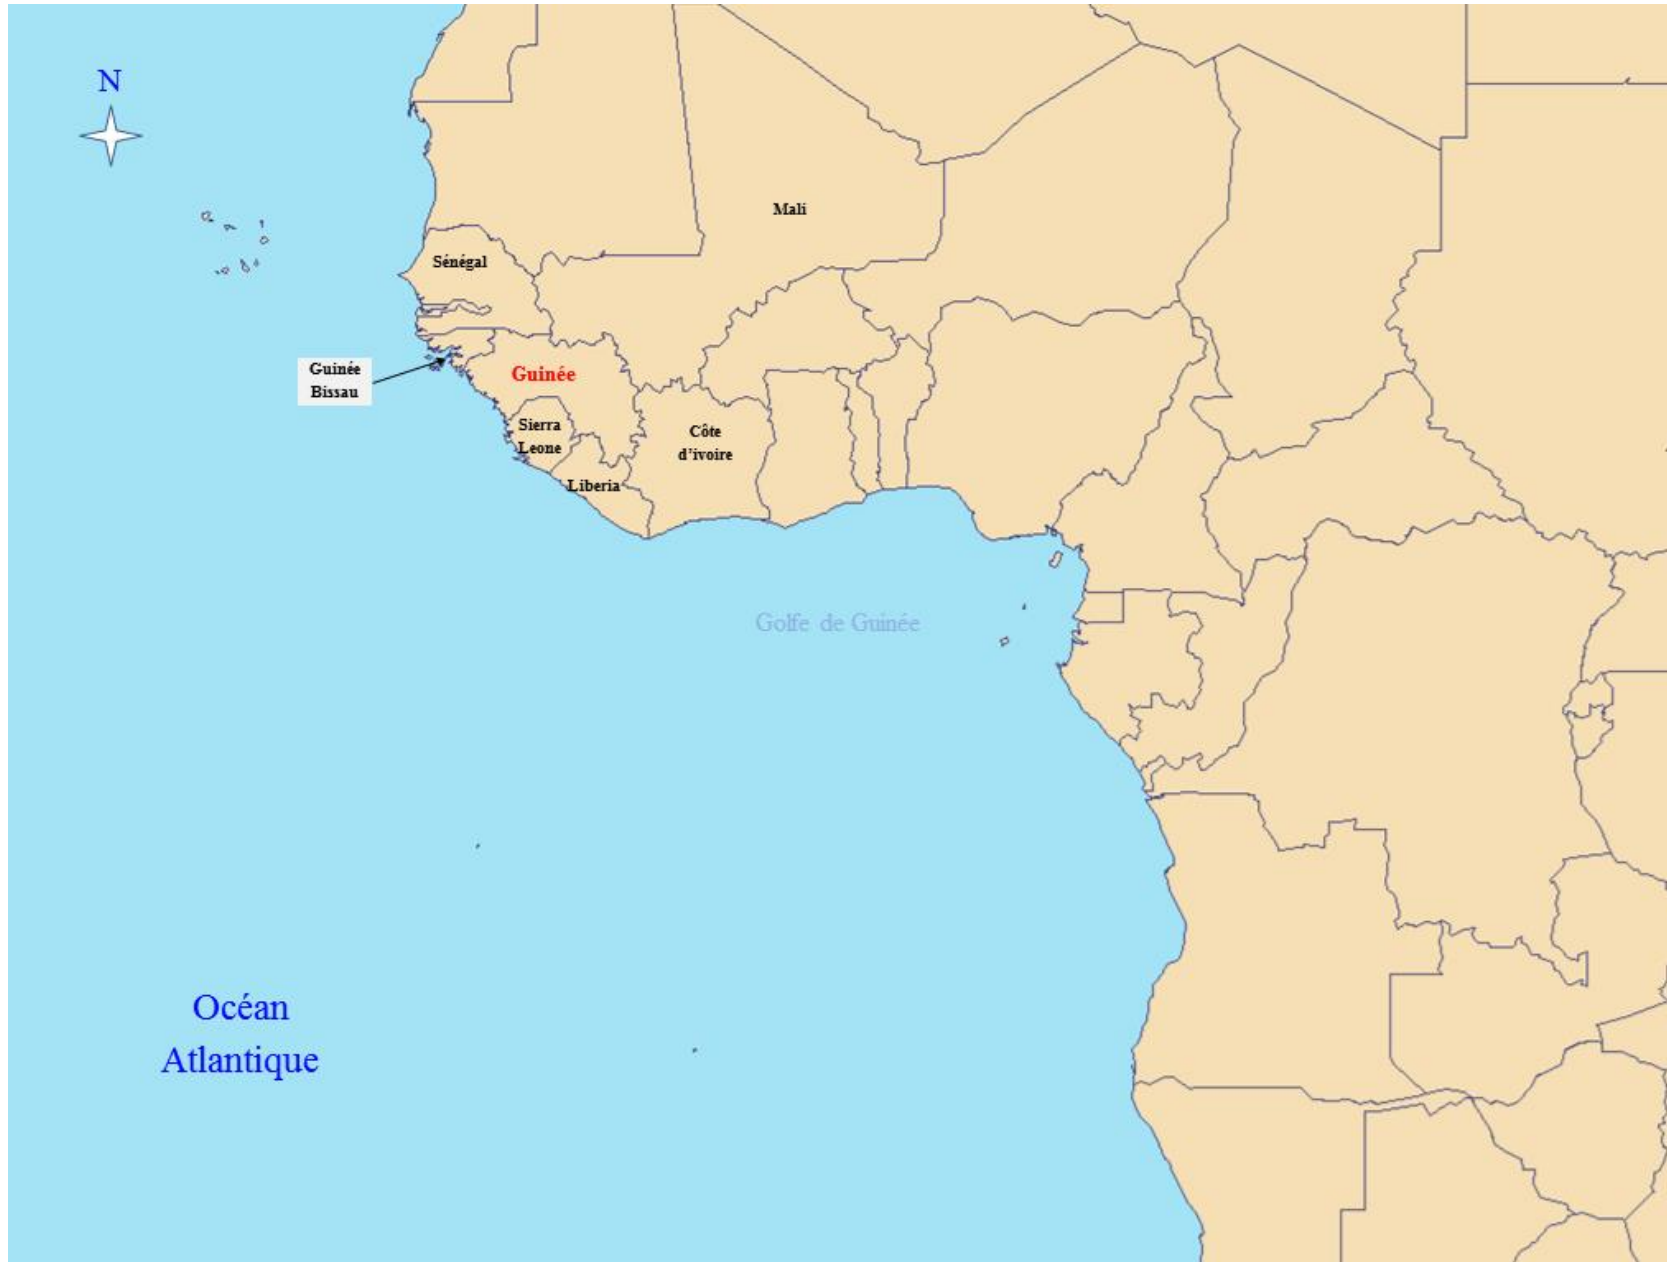 N
Mali
Sénégal
Guinée
Bissau
Guinée
Sierra
Leone
Côte
d'ivoire
Liberia
Golfe de Guinée
Océan
Atlantique